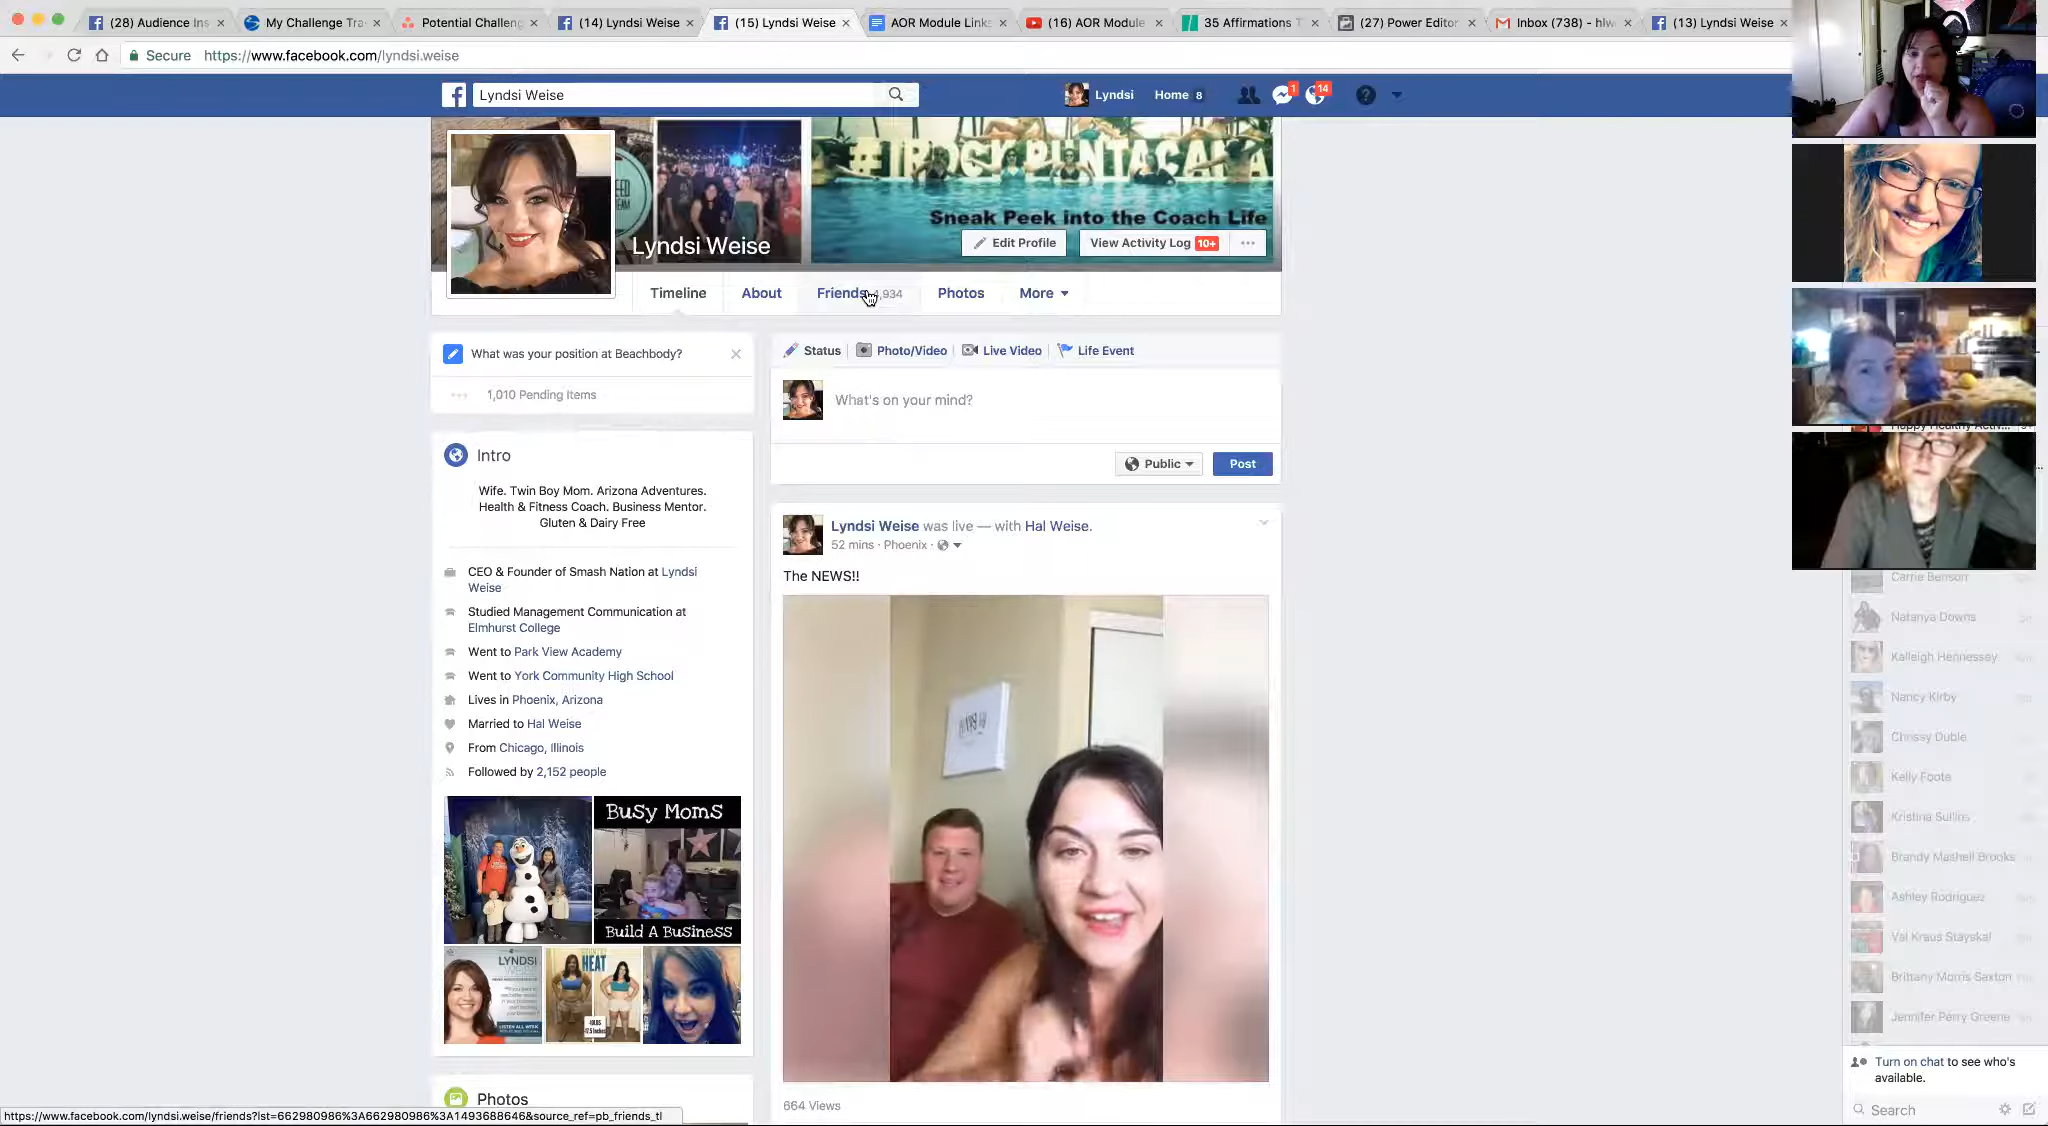 (28) Audience Ins
My Challenge Tra
Potential Challeng
(14) Lyndsi Weise
(15) Lyndsi Weise
AOR Module Links
(16) AOR Module
35 Affirmations T
(27) Power Editor
Inbox (738) - hlw
(13) Lyndsi Weise
Secure https://www.facebook.com/lyndsi.weise
Lyndsi Weise
Lyndsi
Home 8
1
14
#IROCKPUNTACANA
Sneak Peek into the Coach Life
Lyndsi Weise
Edit Profile
View Activity Log 10+
Timeline
About
Friends 4,934
Photos
More
What was your position at Beachbody?
1,010 Pending Items
Status
Photo/Video
Live Video
Life Event
What's on your mind?
Public
Post
Intro
Wife. Twin Boy Mom. Arizona Adventures.
Health & Fitness Coach. Business Mentor.
Gluten & Dairy Free
CEO & Founder of Smash Nation at Lyndsi
Weise
Studied Management Communication at
Elmhurst College
Went to Park View Academy
Went to York Community High School
Lives in Phoenix, Arizona
Married to Hal Weise
From Chicago, Illinois
Followed by 2,152 people
Busy Moms
Build A Business
LYNDSI
WEISE
HEAT
Photos
Lyndsi Weise was live — with Hal Weise.
52 mins · Phoenix ·
The NEWS!!
664 Views
Happy Healthy Activ...
Carrie Benson
Natanya Downs
Kalleigh Hennessey
Nancy Kirby
Chrissy Duble
Kelly Foote
Kristina Sullins
Brandy Mashell Brooks
Ashley Rodriguez
Val Kraus Stayskal
Brittany Morris Saxton
Jennifer Perry Greene
Turn on chat to see who's
available.
Search
https://www.facebook.com/lyndsi.weise/friends?lst=662980986%3A662980986%3A1493688646&source_ref=pb_friends_tl